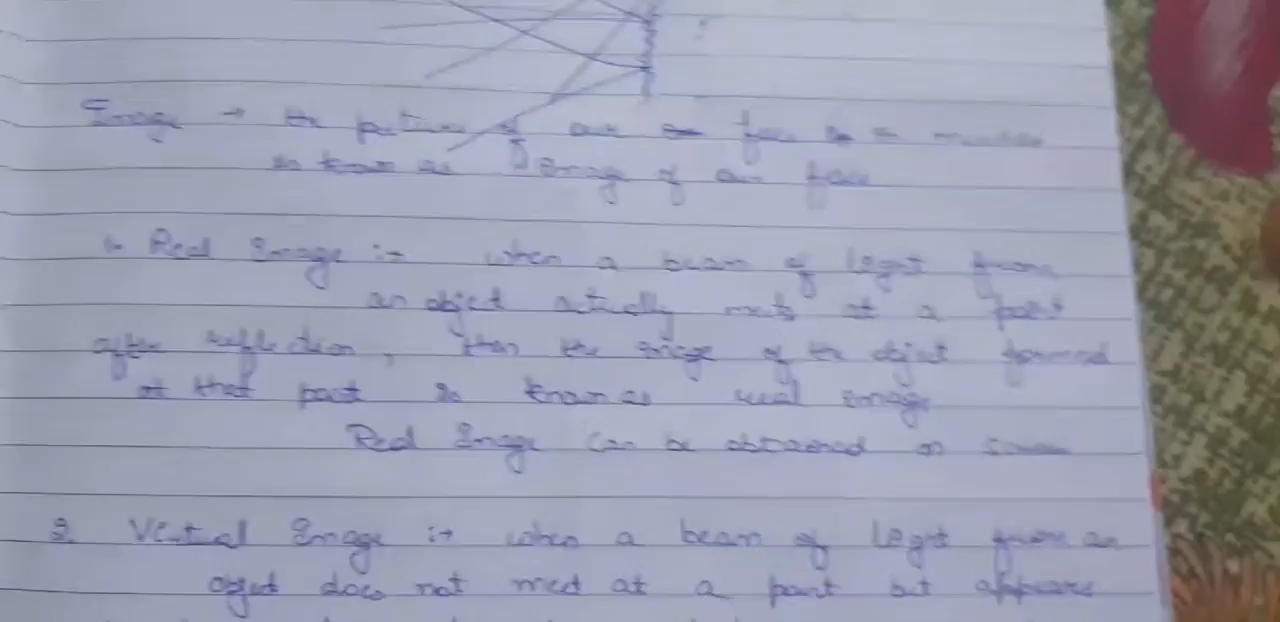 Image → the picture of our face in a mirror
is known as Image of our face
1. Real Image :→ when a beam of light from
an object actually meets at a point
after reflection, then the image of the object formed
at that point is known as real image
Real Image can be obtained on screen
2. Virtual Image :→ when a beam of light from an
object does not meet at a point but appears